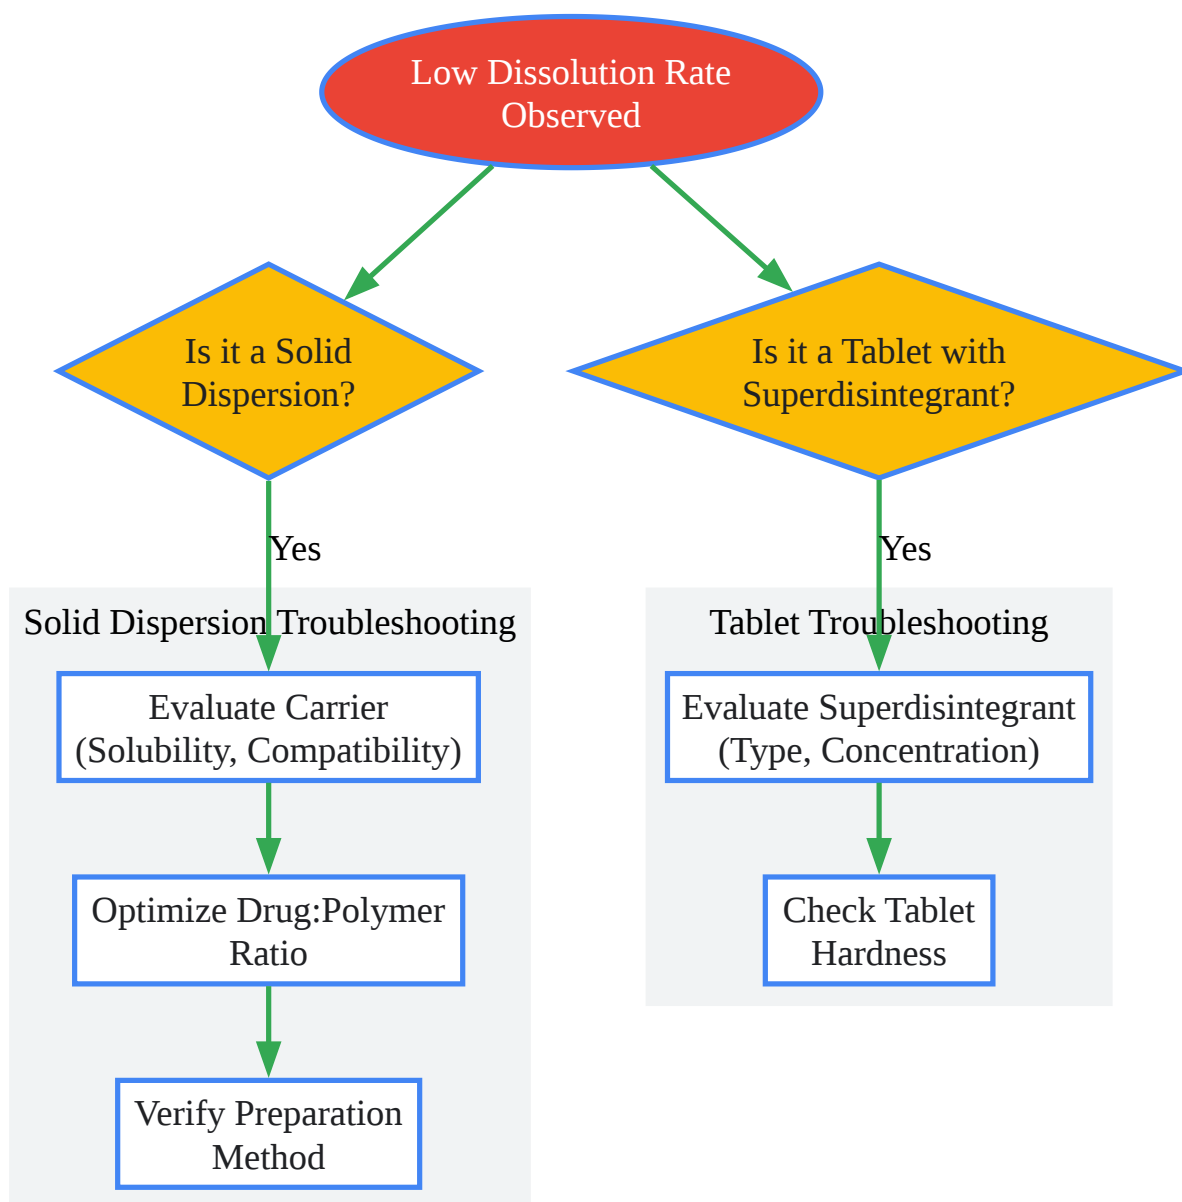 Low Dissolution Rate
Observed
Is it a Solid
Dispersion?
Is it a Tablet with
Superdisintegrant?
Yes
Yes
Solid Dispersion Troubleshooting
Tablet Troubleshooting
Evaluate Carrier
(Solubility, Compatibility)
Evaluate Superdisintegrant
(Type, Concentration)
Optimize Drug:Polymer
Ratio
Check Tablet
Hardness
Verify Preparation
Method